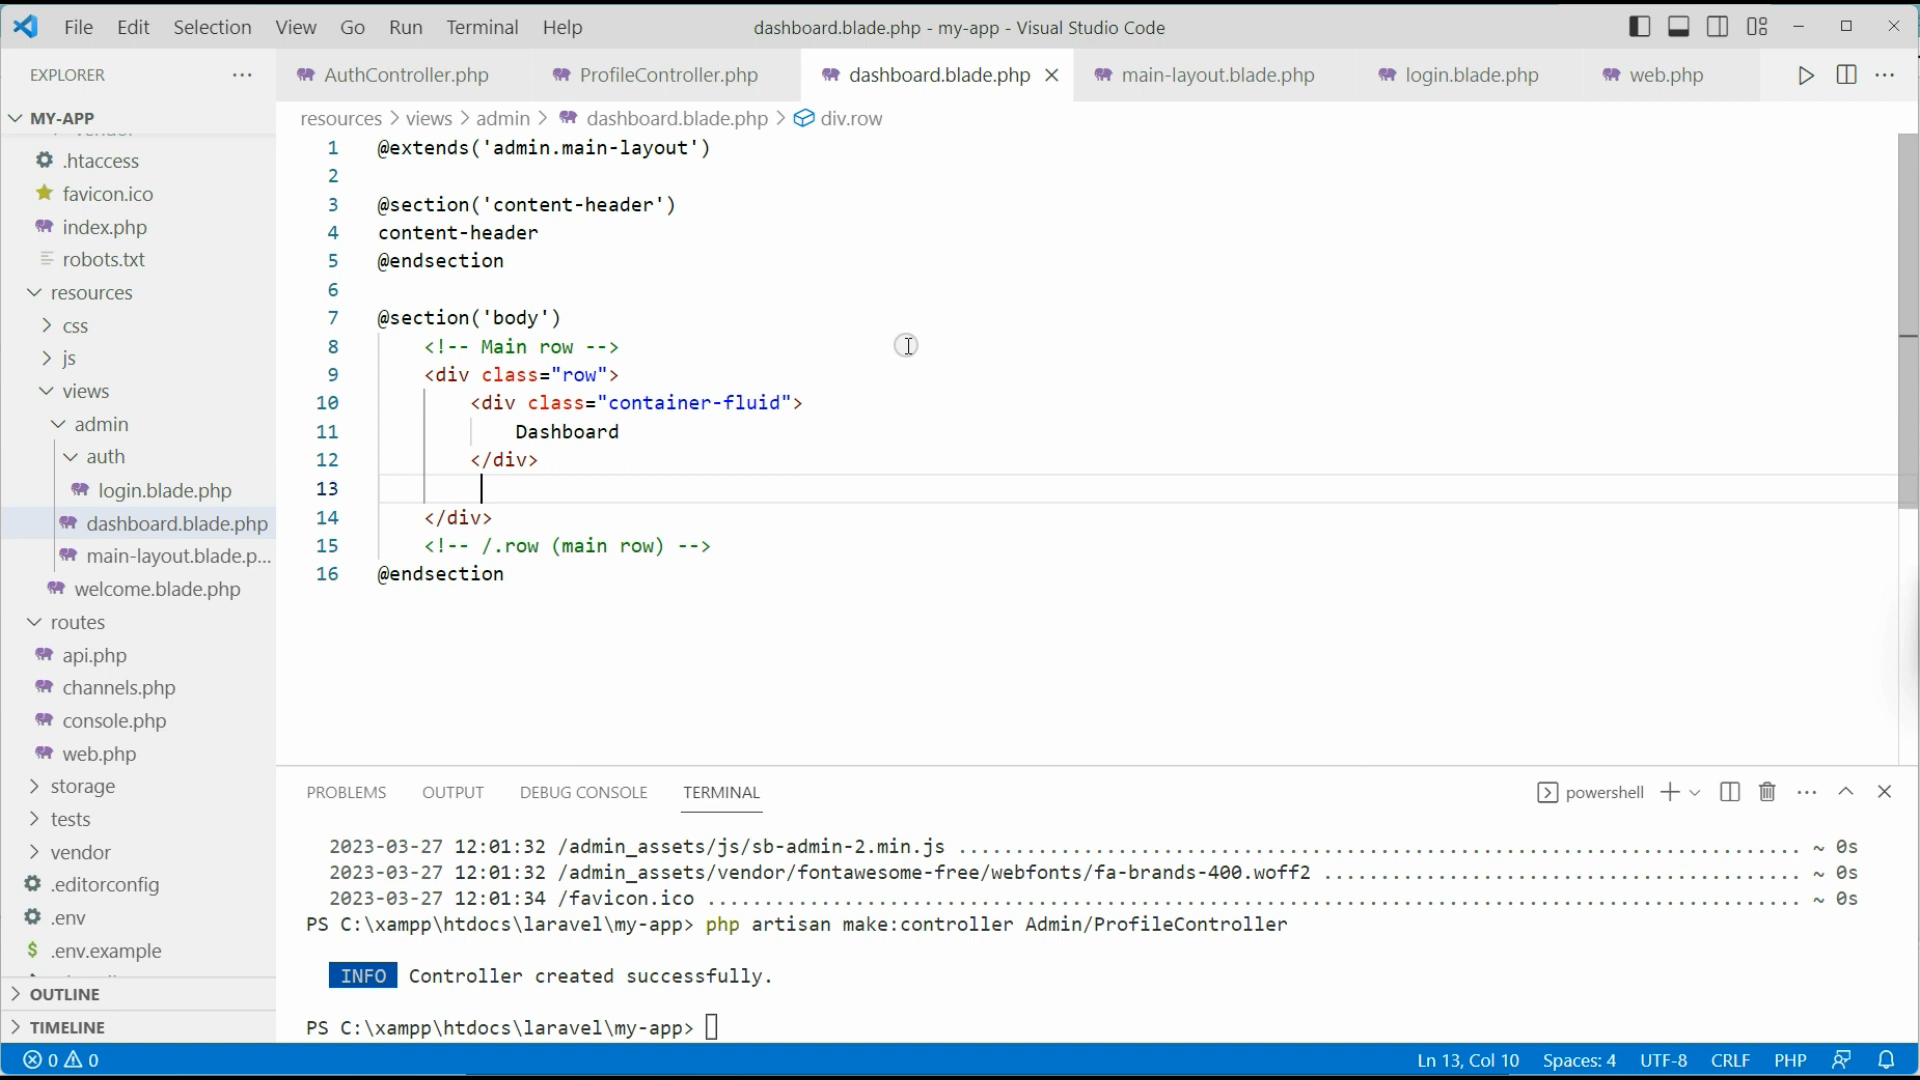 File Edit Selection View Go Run Terminal Help
dashboard.blade.php - my-app - Visual Studio Code
EXPLORER
AuthController.php
ProfileController.php
dashboard.blade.php
main-layout.blade.php
login.blade.php
web.php
MY-APP
resources > views > admin > dashboard.blade.php > div.row
vendor
.htaccess
favicon.ico
index.php
robots.txt
resources
css
js
views
admin
auth
login.blade.php
dashboard.blade.php
main-layout.blade.p...
welcome.blade.php
routes
api.php
channels.php
console.php
web.php
storage
tests
vendor
.editorconfig
.env
.env.example
OUTLINE
TIMELINE
1 @extends('admin.main-layout')
2
3 @section('content-header')
4 content-header
5 @endsection
6
7 @section('body')
8 <!-- Main row -->
9 <div class="row">
10 <div class="container-fluid">
11 Dashboard
12 </div>
13
14 </div>
15 <!-- /.row (main row) -->
16 @endsection
PROBLEMS OUTPUT DEBUG CONSOLE TERMINAL
powershell
2023-03-27 12:01:32 /admin_assets/js/sb-admin-2.min.js .......................................................................... ~ 0s
2023-03-27 12:01:32 /admin_assets/vendor/fontawesome-free/webfonts/fa-brands-400.woff2 .......................................... ~ 0s
2023-03-27 12:01:34 /favicon.ico ................................................................................................ ~ 0s
PS C:\xampp\htdocs\laravel\my-app> php artisan make:controller Admin/ProfileController
INFO Controller created successfully.
PS C:\xampp\htdocs\laravel\my-app>
0 0
Ln 13, Col 10 Spaces: 4 UTF-8 CRLF PHP